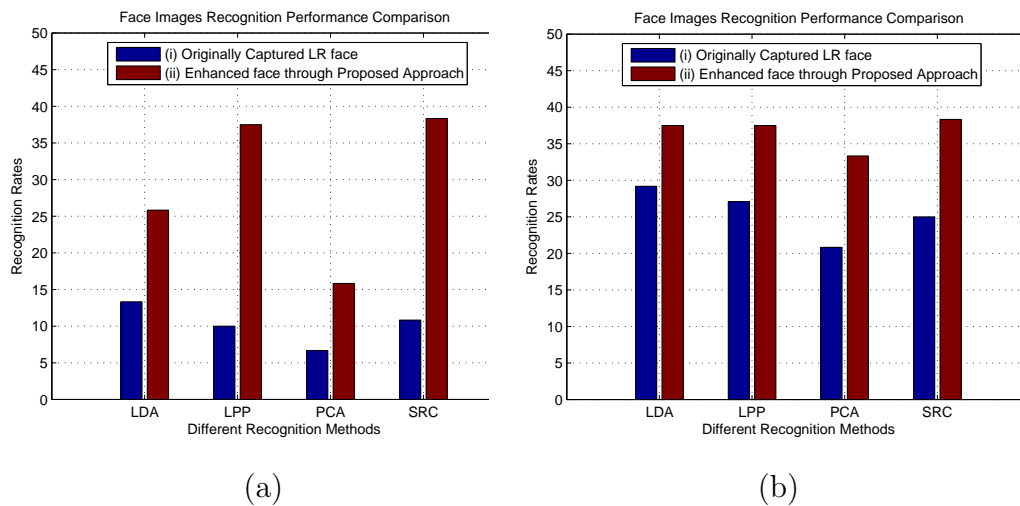 Face Images Recognition Performance Comparison
50
45
40
35
30
25
20
15
10
5
0
Recognition Rates
(i) Originally Captured LR face
(ii) Enhanced face through Proposed Approach
LDA LPP PCA SRC
Different Recognition Methods
(a)
Face Images Recognition Performance Comparison
50
45
40
35
30
25
20
15
10
5
0
Recognition Rates
(i) Originally Captured LR face
(ii) Enhanced face through Proposed Approach
LDA LPP PCA SRC
Different Recognition Methods
(b)